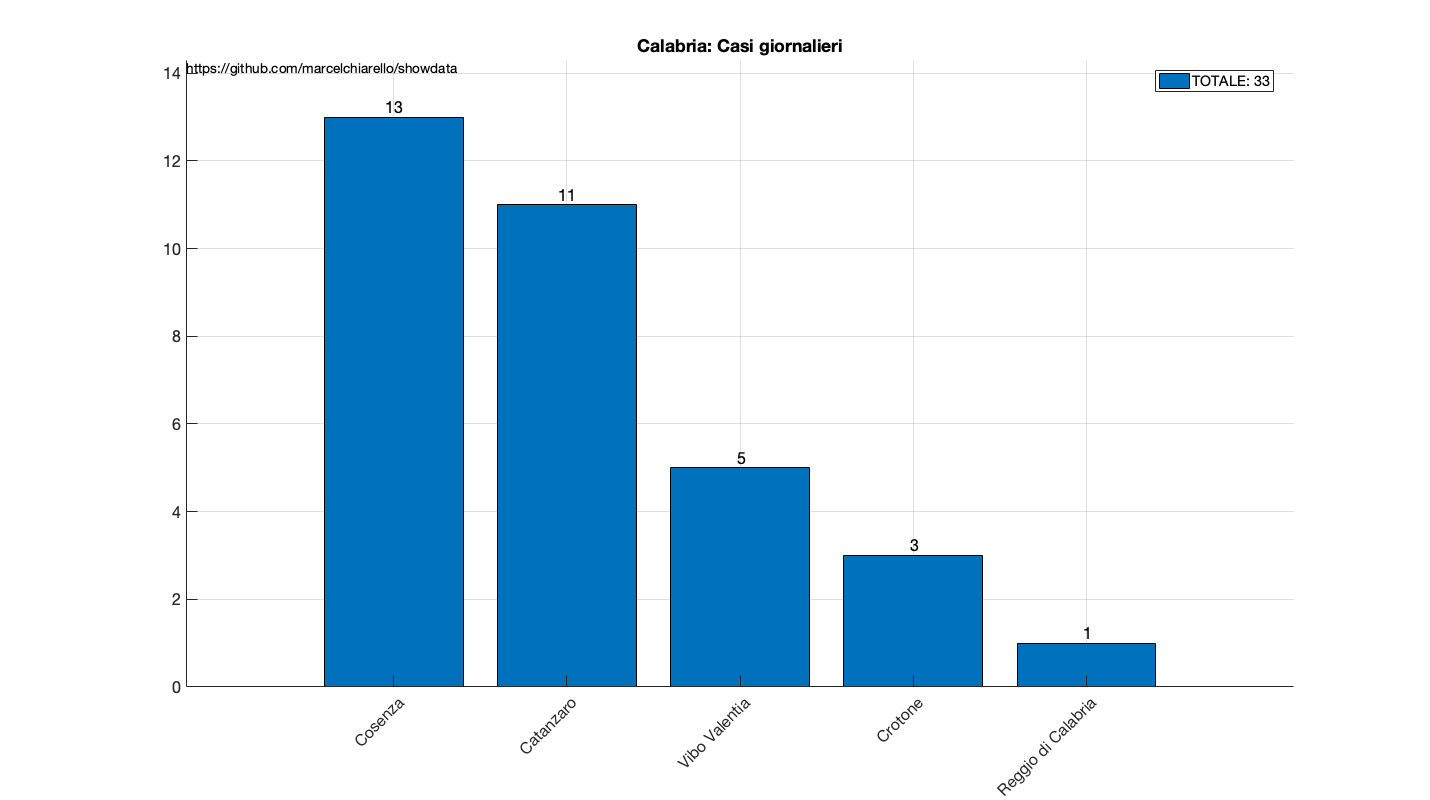 Calabria: Casi giornalieri
https://github.com/marcelchiarello/showdata
TOTALE: 33
14
12
10
8
6
4
2
0
13
11
5
3
1
Cosenza
Catanzaro
Vibo Valentia
Crotone
Reggio di Calabria